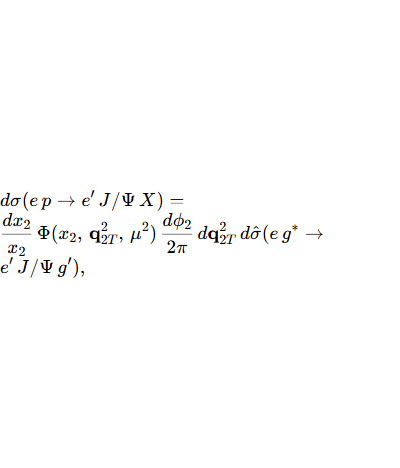 dσ(e p → e′ J/Ψ X) =
dx₂/x₂ Φ(x₂, q²₂T, μ²) dϕ₂/2π dq²₂T dσ̂(e g* →
e′ J/Ψ g′),